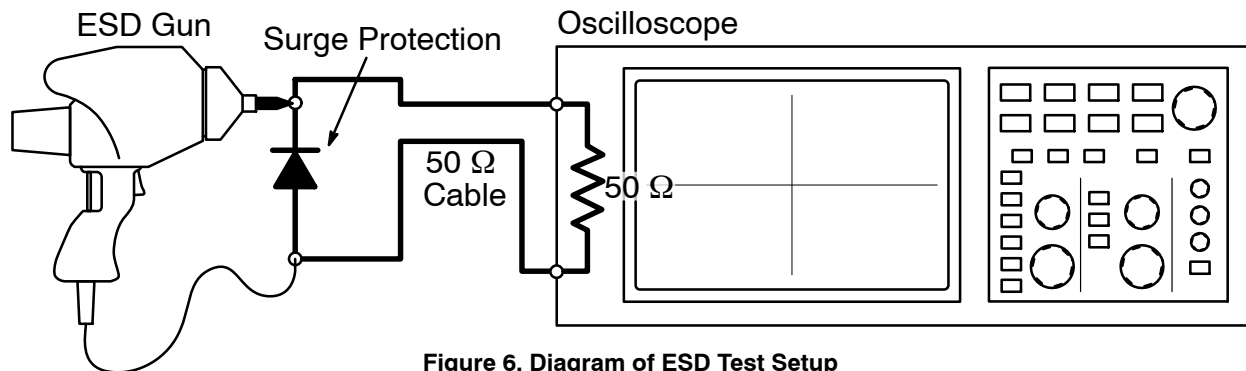 ESD Gun
Surge Protection
Oscilloscope
50 Ω
Cable
50 Ω
Figure 6. Diagram of ESD Test Setup